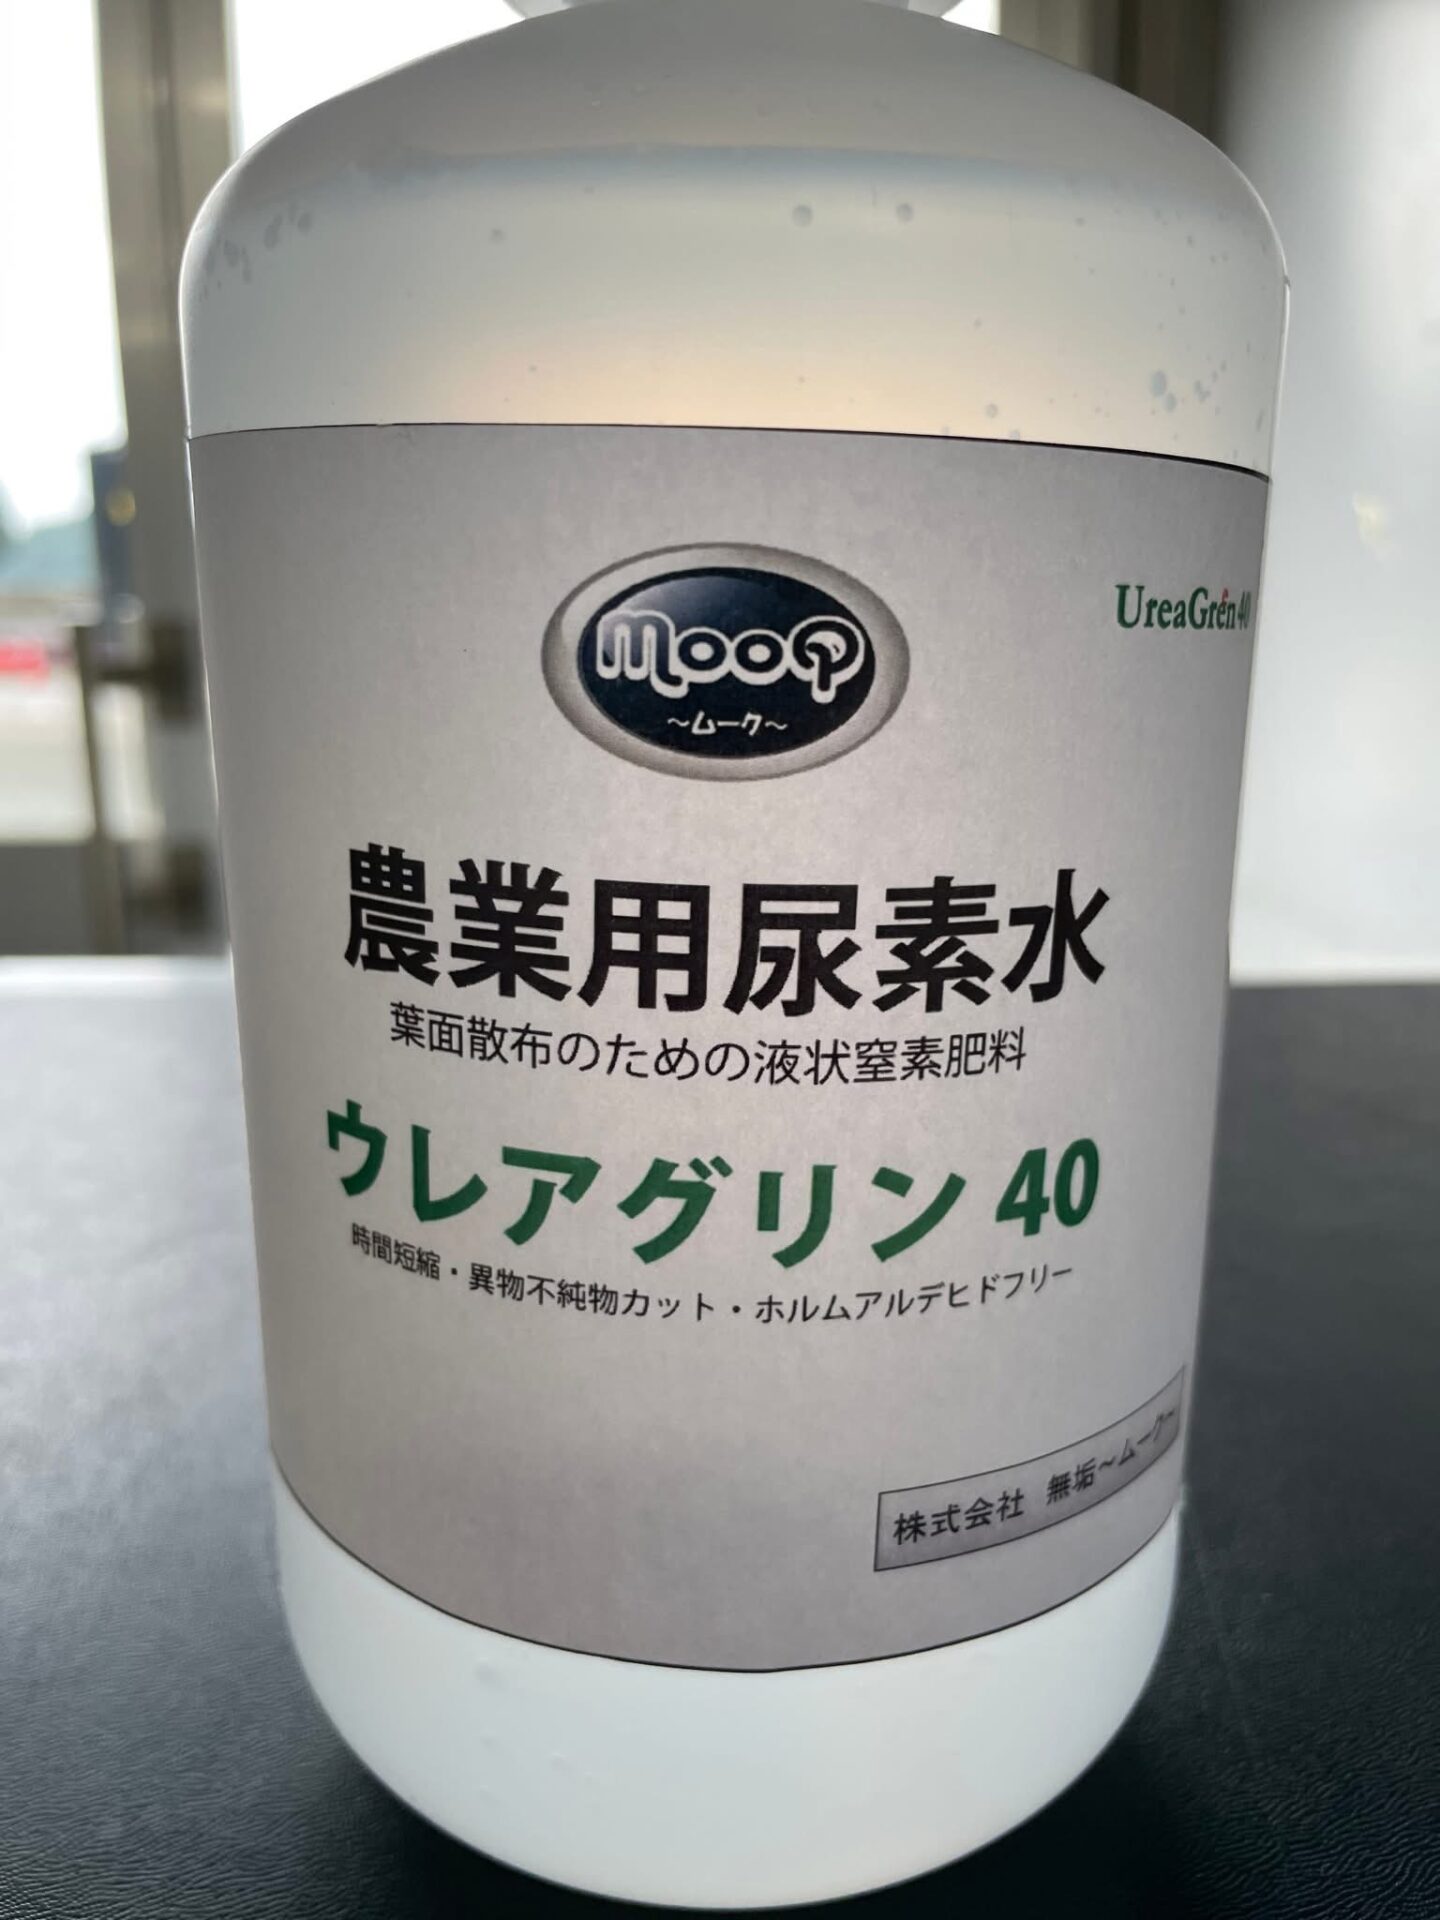 mooQ
～ムーク～
UreaGreen40
農業用尿素水
葉面散布のための液状窒素肥料
ウレアグリン 40
時間短縮・異物不純物カット・ホルムアルデヒドフリー
株式会社 無垢～ムーク～